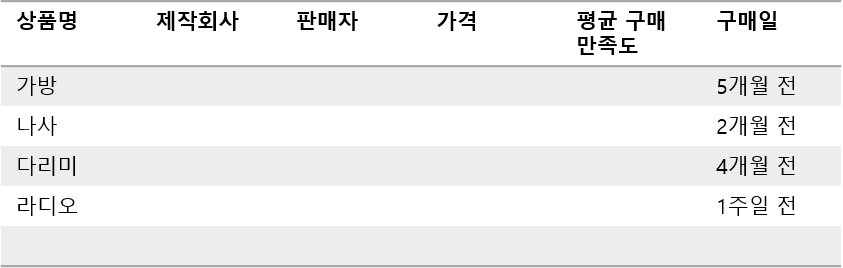 상품명 제작회사 판매자 가격 평균 구매 구매일
만족도
가방 5개월 전
나사 2개월 전
다리미 4개월 전
라디오 1주일 전